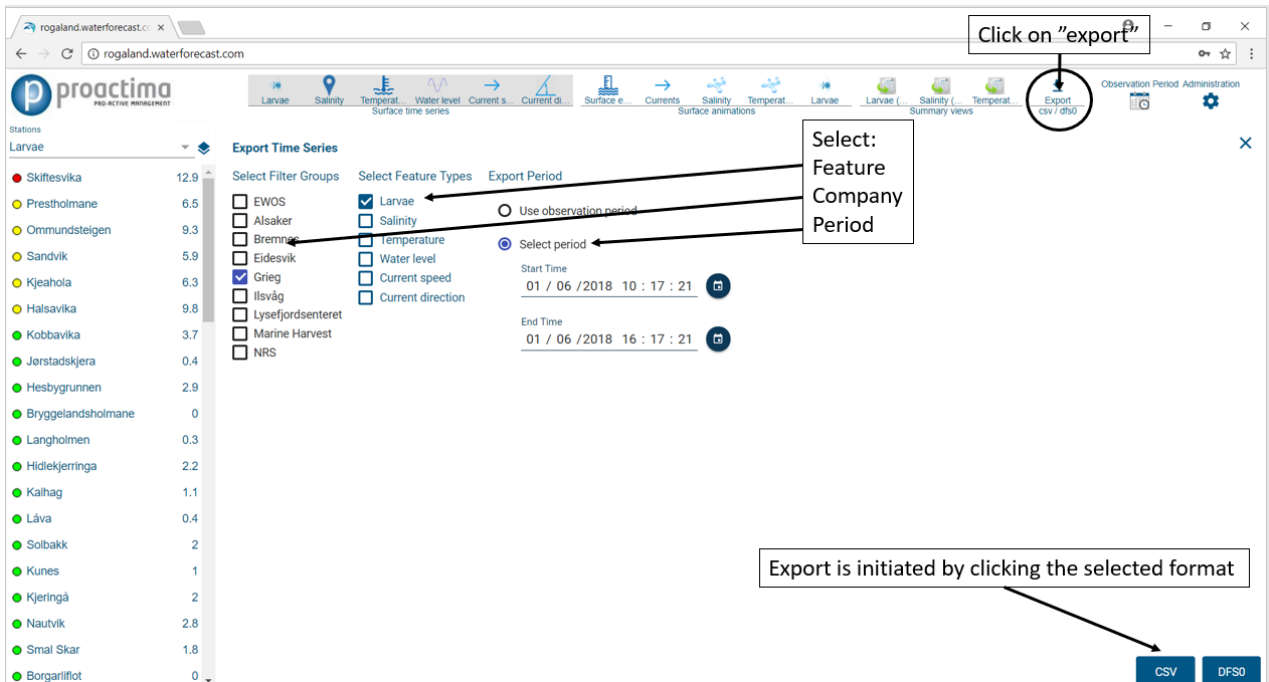 rogaland.waterforecast.c
Click on ”export”
rogaland.waterforecast.com
proactima
PRO-ACTIVE MANAGEMENT
Larvae Salinity Temperat... Water level Current s... Current di...
Surface time series
Surface e... Currents Salinity Temperat... Larvae
Surface animations
Larvae (... Salinity (... Temperat...
Summary views
Export
csv / dfs0
Observation Period Administration
Stations
Larvae
Skiftesvika 12.9
Prestholmane 6.5
Ommundsteigen 9.3
Sandvik 5.9
Kjeahola 6.3
Halsavika 9.8
Kobbavika 3.7
Jørstadskjera 0.4
Hesbygrunnen 2.9
Bryggelandsholmane 0
Langholmen 0.3
Hidlekjerringa 2.2
Kalhag 1.1
Låva 0.4
Solbakk 2
Kunes 1
Kjeringå 2
Nautvik 2.8
Smal Skar 1.8
Borgarliflot 0
Export Time Series
Select Filter Groups
EWOS
Alsaker
Bremnes
Eidesvik
Grieg
Ilsvåg
Lysefjordsenteret
Marine Harvest
NRS
Select Feature Types
Larvae
Salinity
Temperature
Water level
Current speed
Current direction
Export Period
Use observation period
Select period
Start Time
01 / 06 /2018 10 : 17 : 21
End Time
01 / 06 /2018 16 : 17 : 21
Select:
Feature
Company
Period
Export is initiated by clicking the selected format
CSV DFS0